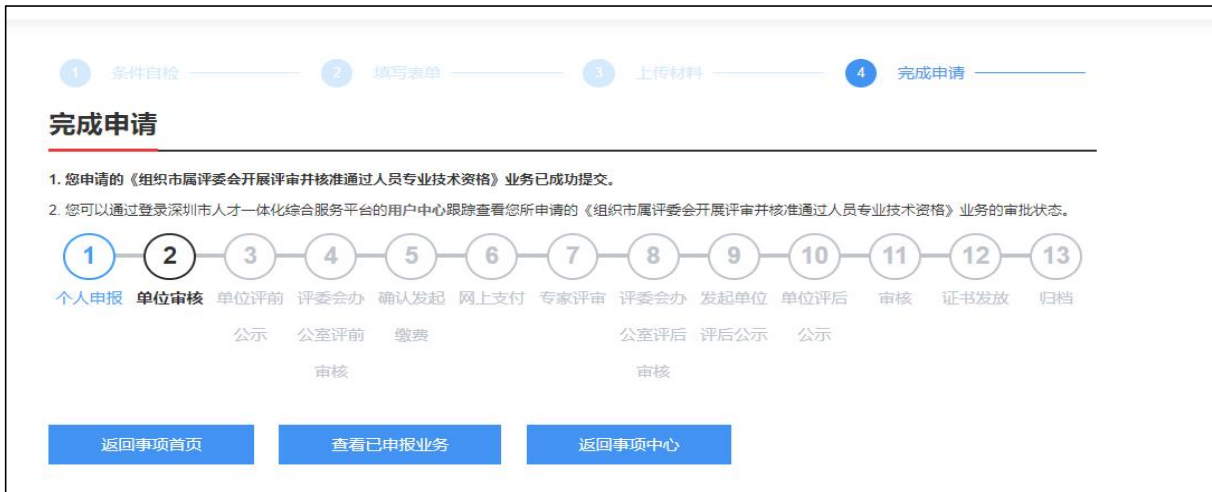 1 条件自检 2 填写表单 3 上传材料 4 完成申请
完成申请
1. 您申请的《组织市属评委会开展评审并核准通过人员专业技术资格》业务已成功提交。
2. 您可以通过登录深圳市人才一体化综合服务平台的用户中心跟踪查看您所申请的《组织市属评委会开展评审并核准通过人员专业技术资格》业务的审批状态。
1 2 3 4 5 6 7 8 9 10 11 12 13
个人申报 单位审核 单位评前 评委会办 确认发起 网上支付 专家评审 评委会办 发起单位 单位评后 审核 证书发放 归档
公示 公室评前 缴费 公室评后 评后公示 公示
审核 审核
返回事项首页 查看已申报业务 返回事项中心